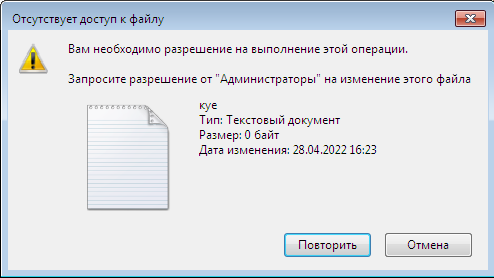 Отсутствует доступ к файлу
Вам необходимо разрешение на выполнение этой операции.
Запросите разрешение от "Администраторы" на изменение этого файла
куе
Тип: Текстовый документ
Размер: 0 байт
Дата изменения: 28.04.2022 16:23
Повторить
Отмена